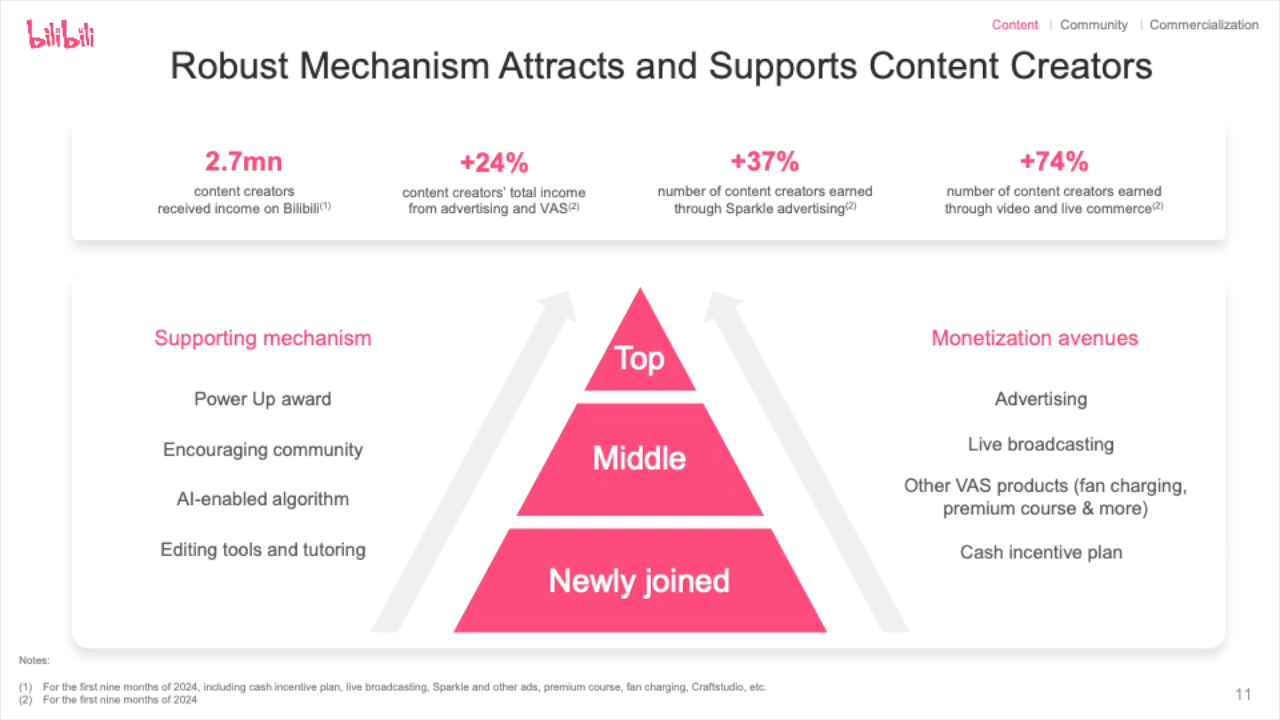 bilibili
Content | Community | Commercialization
Robust Mechanism Attracts and Supports Content Creators
2.7mn
content creators
received income on Bilibili(1)
+24%
content creators' total income
from advertising and VAS(2)
+37%
number of content creators earned
through Sparkle advertising(2)
+74%
number of content creators earned
through video and live commerce(2)
Supporting mechanism
Power Up award
Encouraging community
AI-enabled algorithm
Editing tools and tutoring
Top
Middle
Newly joined
Monetization avenues
Advertising
Live broadcasting
Other VAS products (fan charging,
premium course & more)
Cash incentive plan
Notes:
(1) For the first nine months of 2024, including cash incentive plan, live broadcasting, Sparkle and other ads, premium course, fan charging, Craftstudio, etc.
(2) For the first nine months of 2024
11